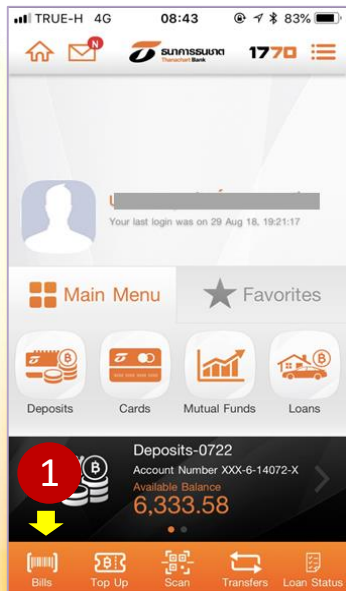 TRUE-H 4G 08:43 83%
N
ธนาคารธนชาต
Thanachart Bank
1770
Your last login was on 29 Aug 18, 19:21:17
Main Menu
Favorites
Deposits Cards Mutual Funds Loans
1
Deposits-0722
Account Number XXX-6-14072-X
Available Balance
6,333.58
Bills Top Up Scan Transfers Loan Status